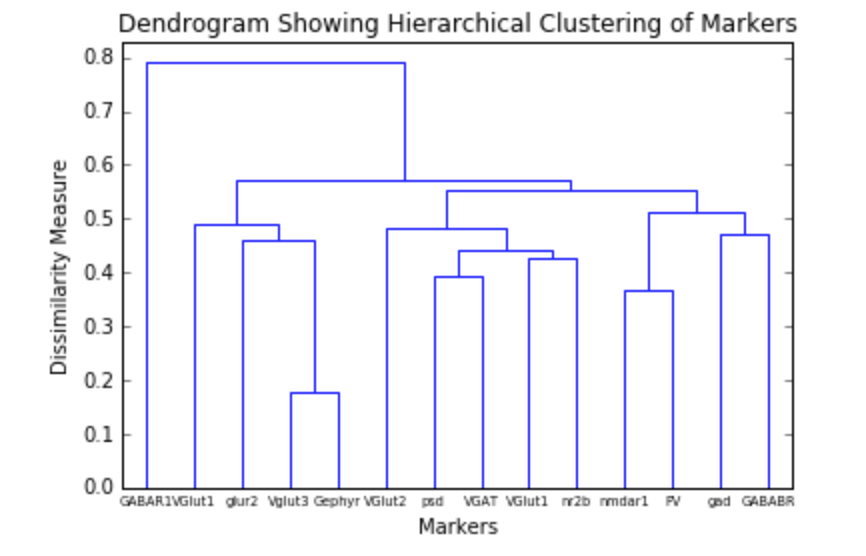 Dendrogram Showing Hierarchical Clustering of Markers
0.8
0.7
0.6
0.5
0.4
0.3
0.2
0.1
0.0
Dissimilarity Measure
GABAR1 VGlut1 glur2 Vglut3 Gephyr VGlut2 psd VGAT VGlut1 nr2b nmdar1 PV gad GABABR
Markers